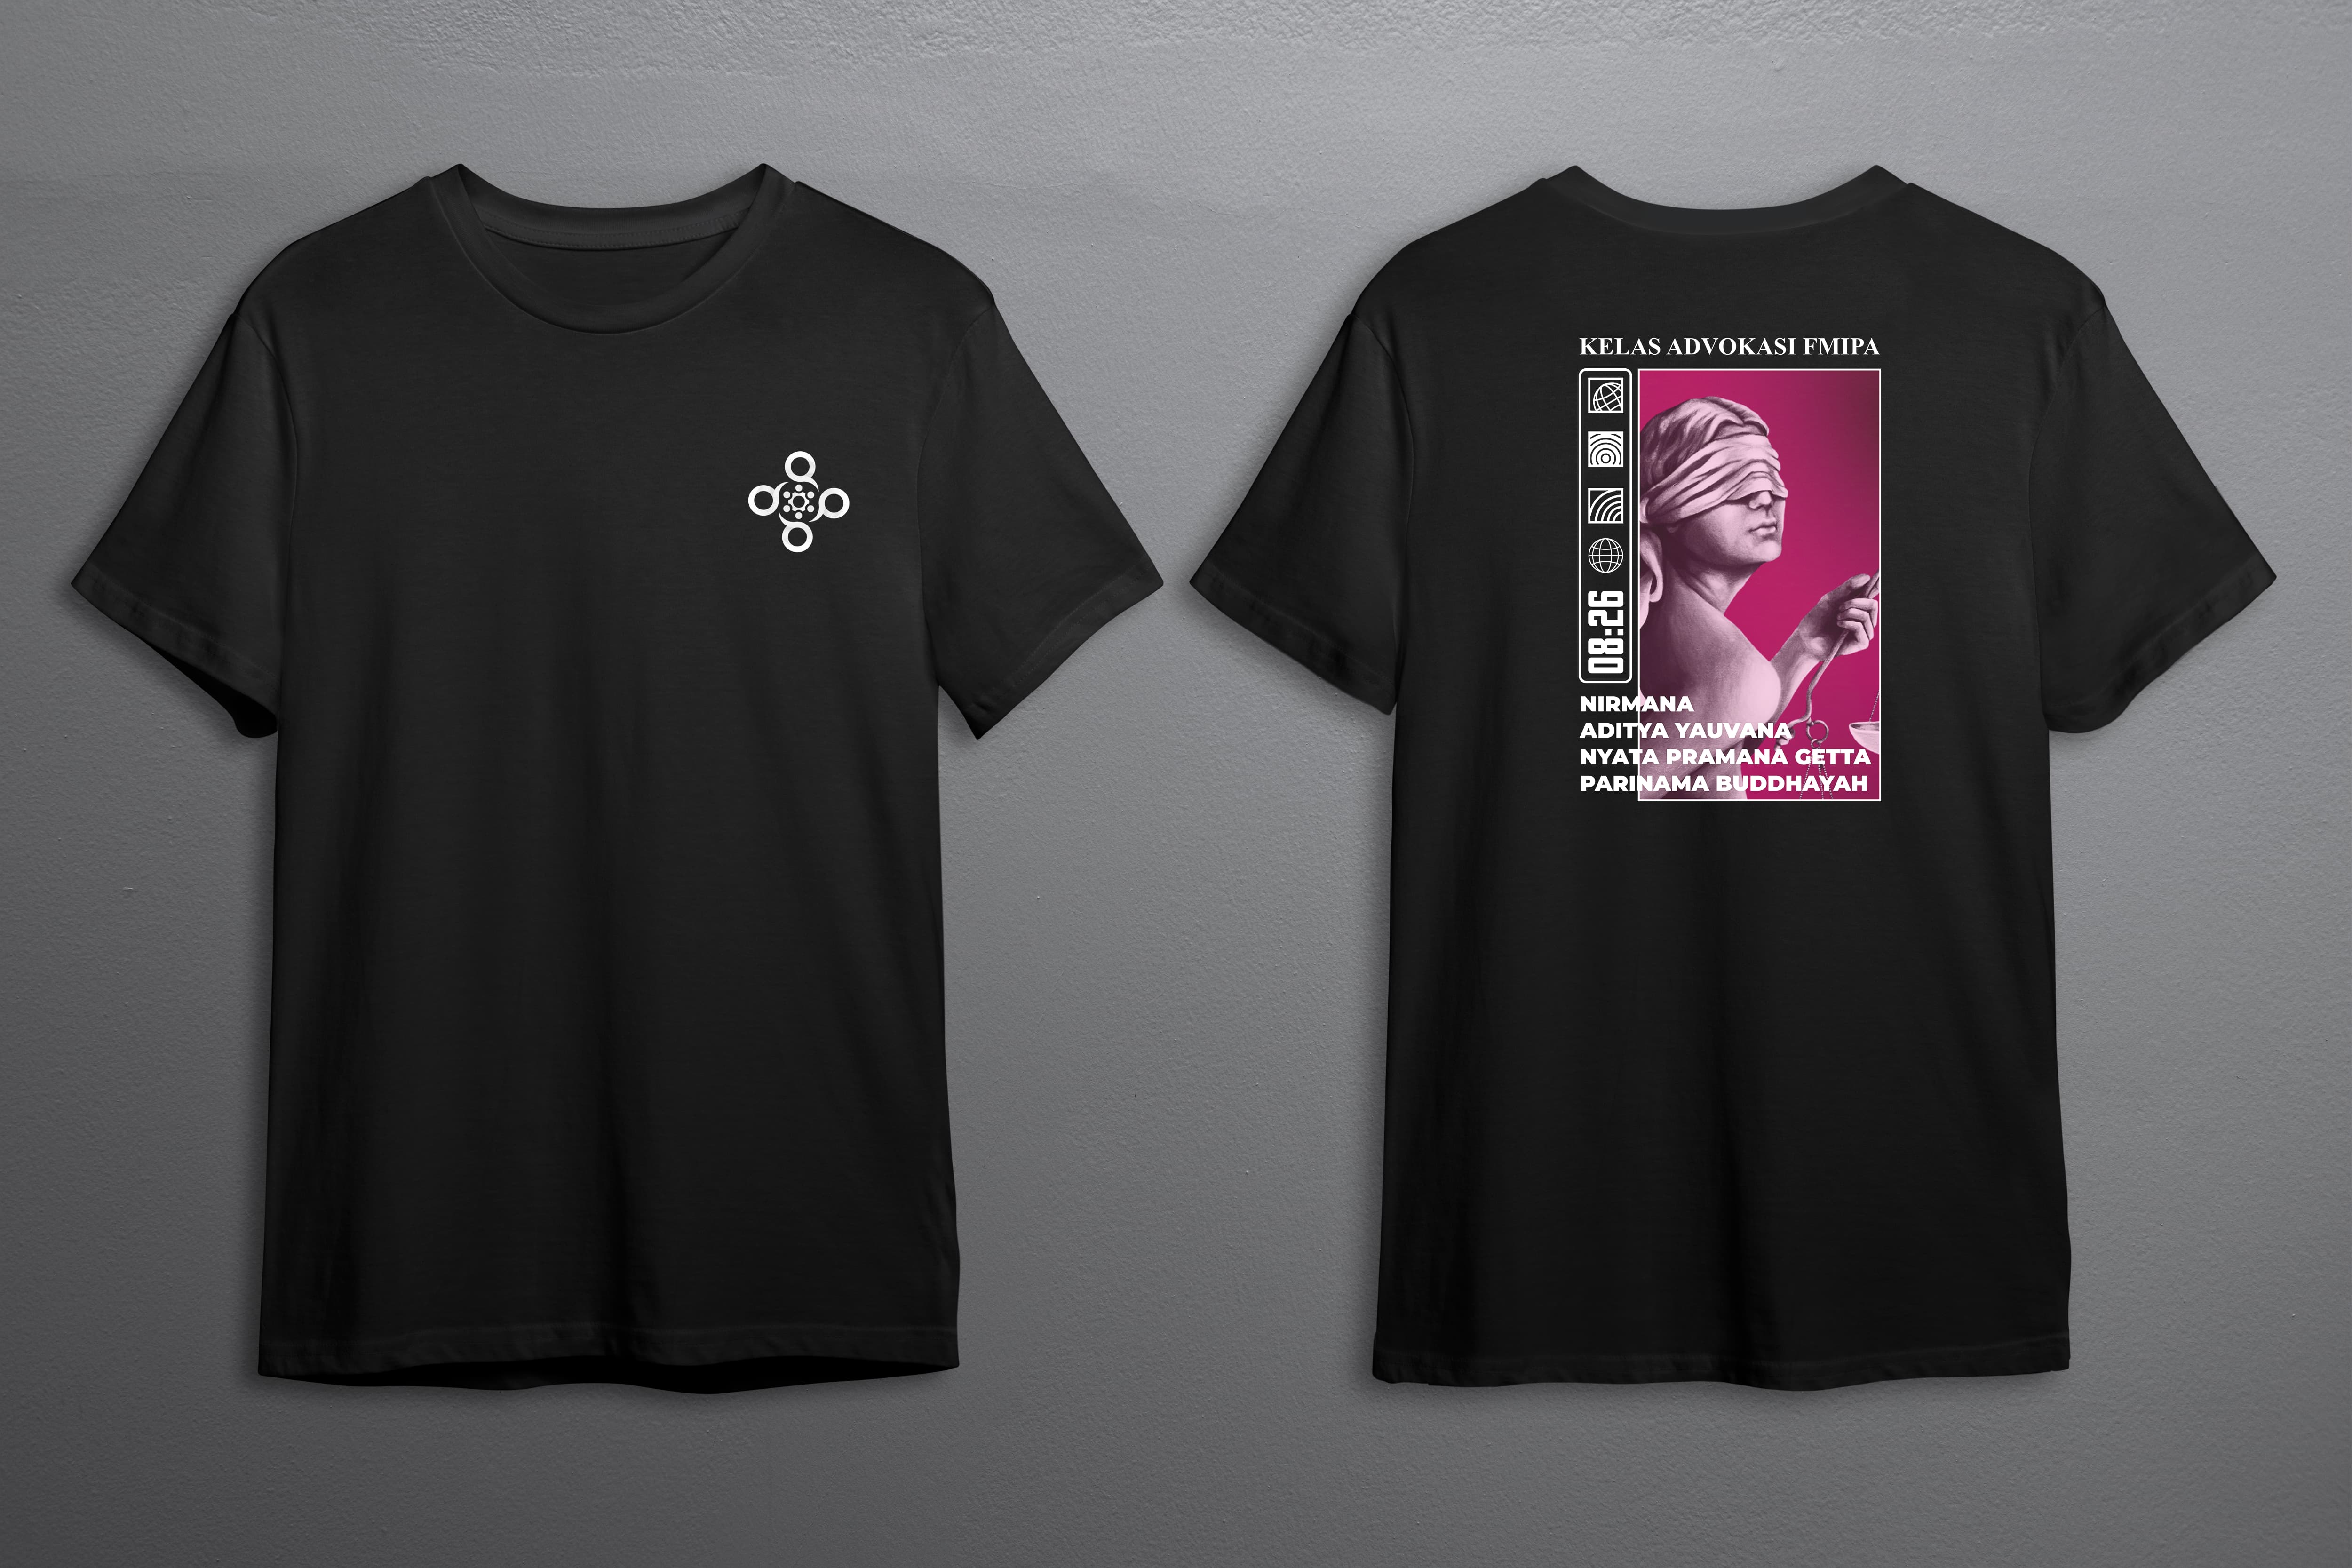 KELAS ADVOKASI FMIPA
08:26
NIRMANA
ADITYA YAUVANA
NYATA PRAMANA GETTA
PARINAMA BUDDHAYAH